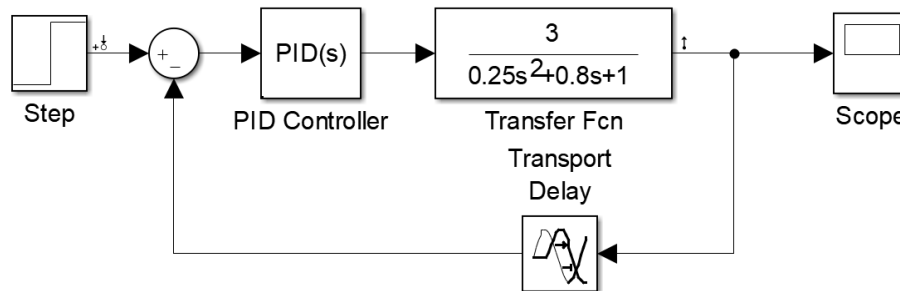 +
−
PID(s)
3
0.25s²+0.8s+1
Step
PID Controller
Transfer Fcn
Scope
Transport
Delay